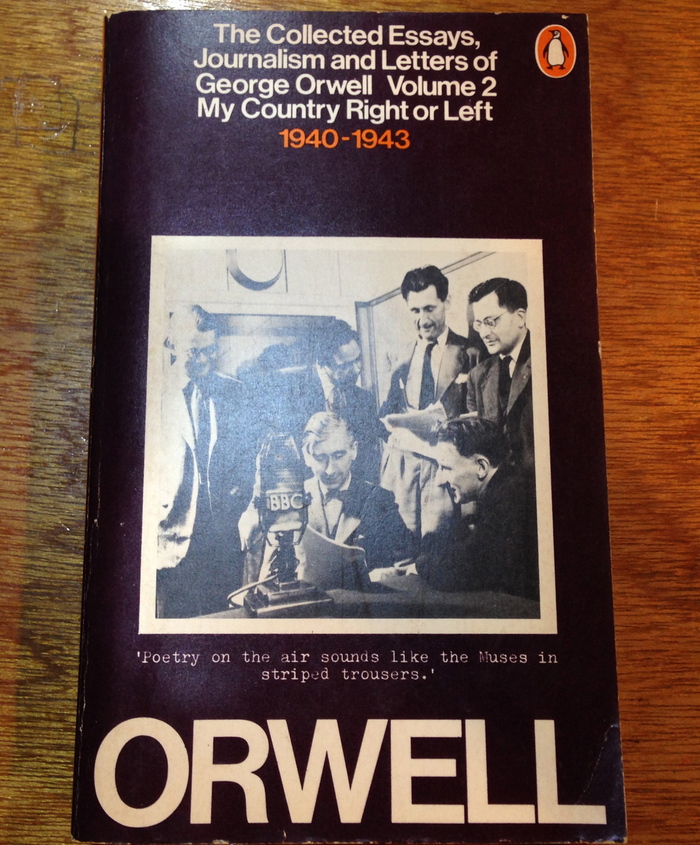 The Collected Essays,
Journalism and Letters of
George Orwell Volume 2
My Country Right or Left
1940-1943
BBC
'Poetry on the air sounds like the Muses in
striped trousers.'
ORWELL